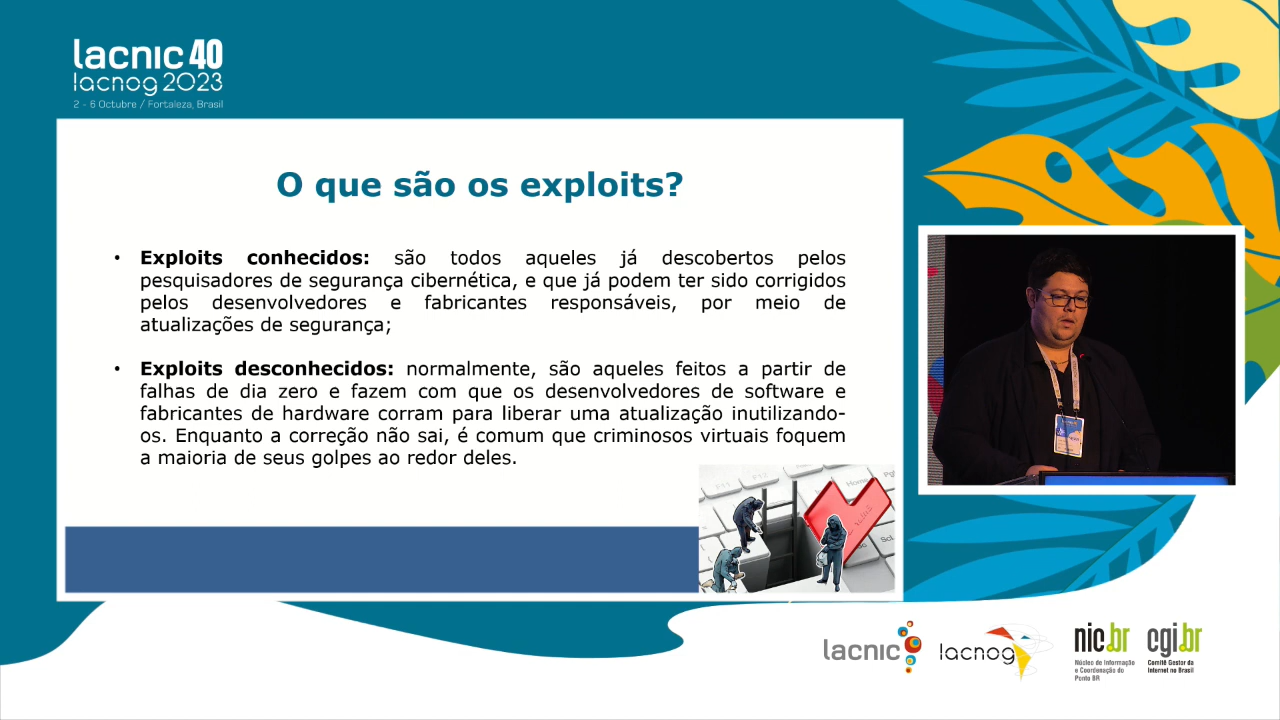 lacnic 40
lacnog 2023
2 - 6 Octubre / Fortaleza, Brasil
O que são os exploits?
• Exploits conhecidos: são todos aqueles já descobertos pelos
pesquisadores de segurança cibernética, e que já podem ter sido corrigidos
pelos desenvolvedores e fabricantes responsáveis, por meio de
atualizações de segurança;
• Exploits desconhecidos: normalmente, são aqueles feitos a partir de
falhas de dia zero e fazem com que os desenvolvedores de software e
fabricantes de hardware corram para liberar uma atualização inutilizando-
os. Enquanto a correção não sai, é comum que criminosos virtuais foquem
a maioria de seus golpes ao redor deles.
F11
F12
Home
lacnic
lacnog
nic.br
Núcleo de Informação
e Coordenação do
Ponto BR
cgi.br
Comitê Gestor da
Internet no Brasil